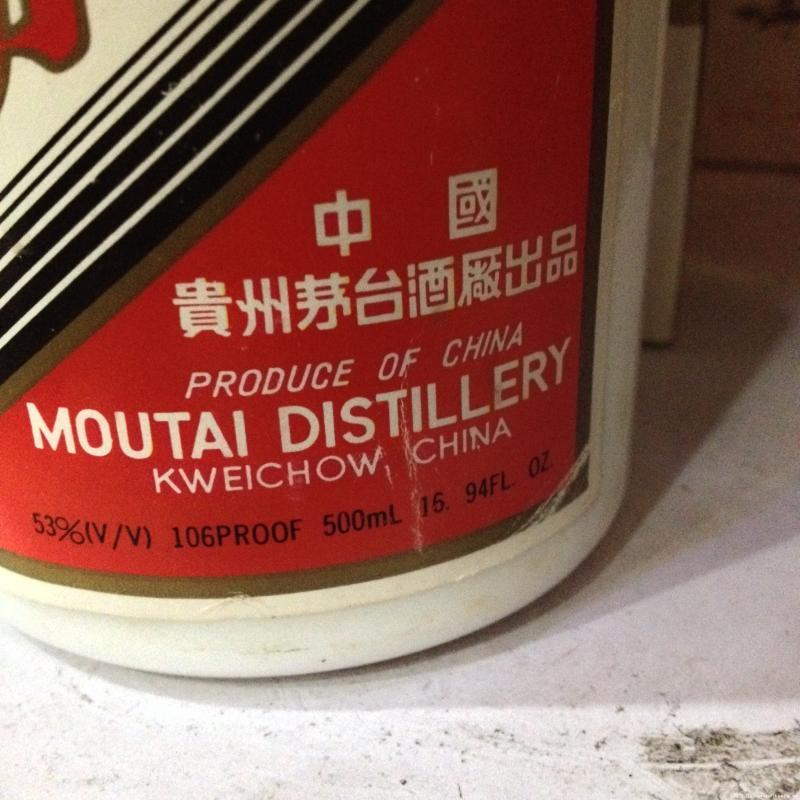 中 國
貴州茅台酒廠出品
PRODUCE OF CHINA
MOUTAI DISTILLERY
KWEICHOW, CHINA
53%(V/V) 106PROOF 500mL 16. 94FL. OZ.